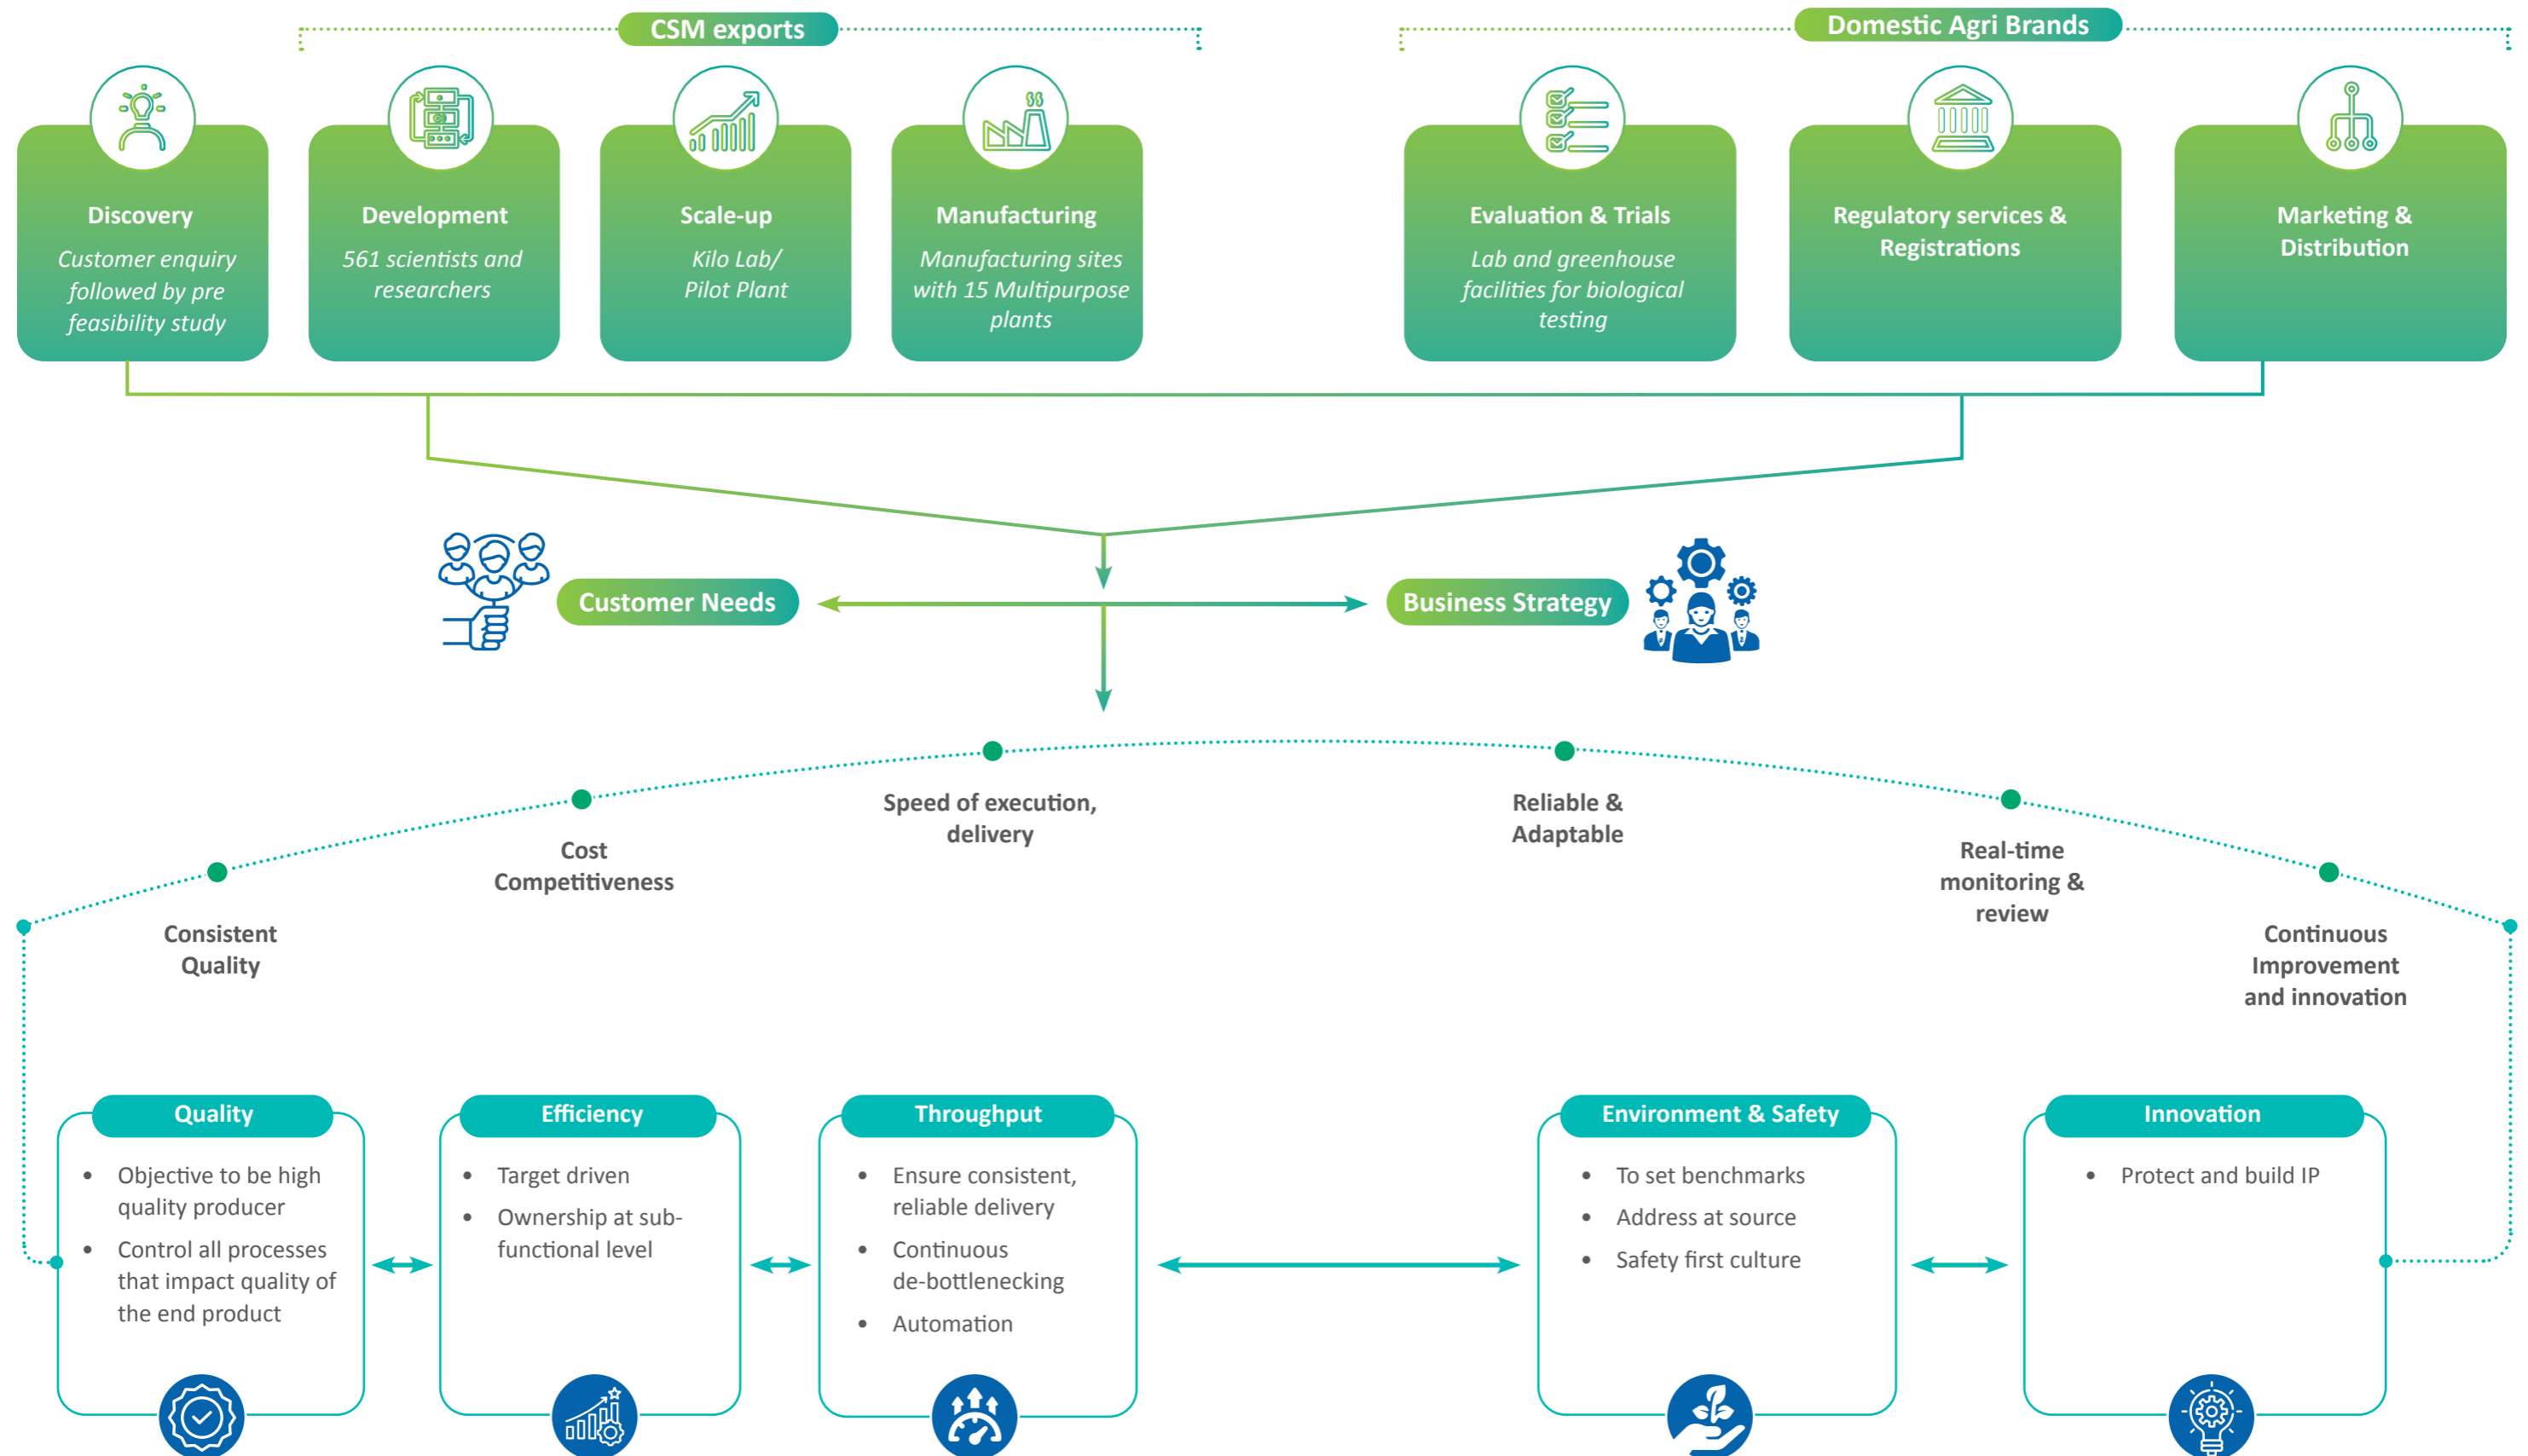 CSM exports
Domestic Agri Brands
Discovery
Customer enquiry
followed by pre
feasibility study
Development
561 scientists and
researchers
Scale-up
Kilo Lab/
Pilot Plant
Manufacturing
Manufacturing sites
with 15 Multipurpose
plants
Evaluation & Trials
Lab and greenhouse
facilities for biological
testing
Regulatory services &
Registrations
Marketing &
Distribution
Customer Needs
Business Strategy
Consistent
Quality
Cost
Competitiveness
Speed of execution,
delivery
Reliable &
Adaptable
Real-time
monitoring &
review
Continuous
Improvement
and innovation
Quality
• Objective to be high
quality producer
• Control all processes
that impact quality of
the end product
Efficiency
• Target driven
• Ownership at sub-
functional level
Throughput
• Ensure consistent,
reliable delivery
• Continuous
de-bottlenecking
• Automation
Environment & Safety
• To set benchmarks
• Address at source
• Safety first culture
Innovation
• Protect and build IP